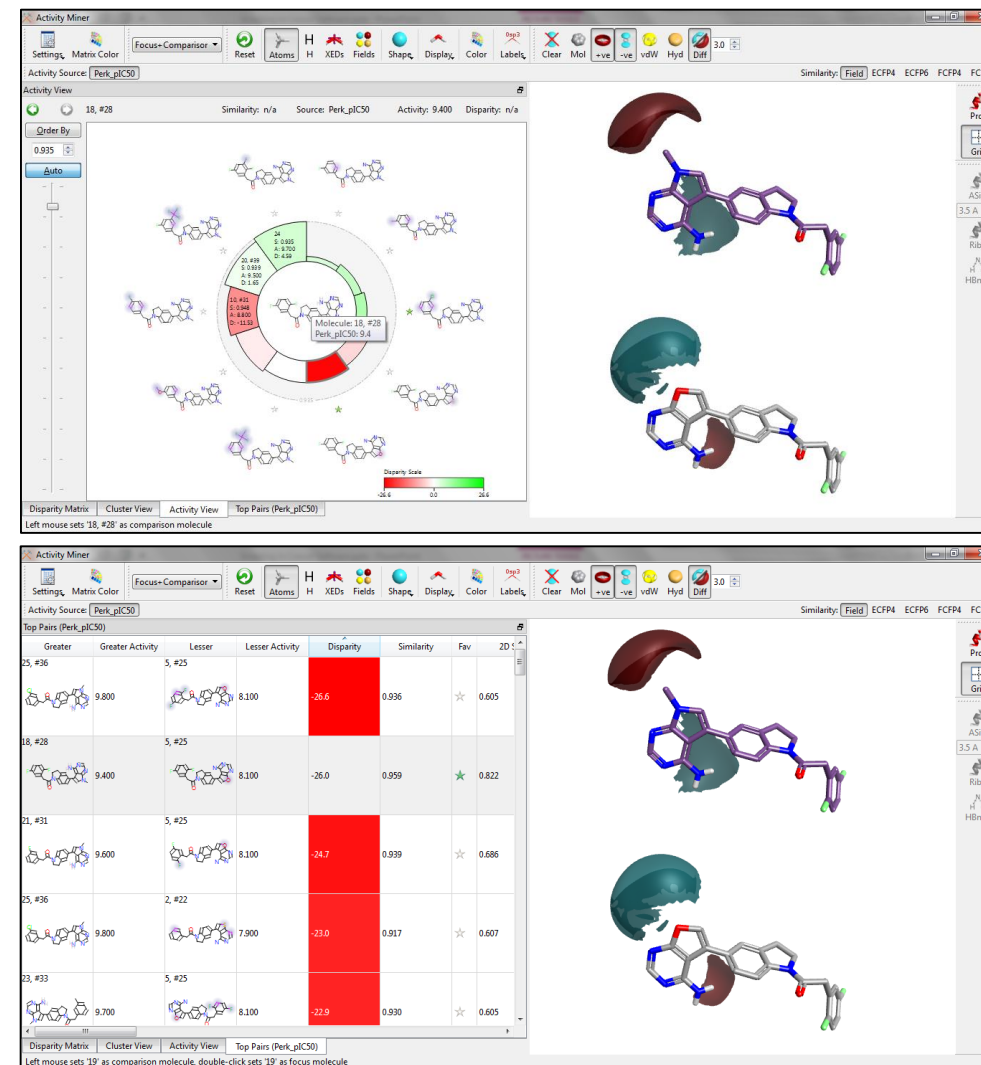 Activity Miner
Settings Matrix Color Focus+Comparison Reset Atoms H H XEDs Fields Shape Display Color 0sp3 Labels Clear Mol +ve -ve vdW Hyd Diff 3.0
Activity Source: Perk_pIC50 Similarity: Field ECFP4 ECFP6 FCFP4
Activity View
18, #28 Similarity: n/a Source: Perk_pIC50 Activity: 9.400 Disparity: n/a
Order By
0.935
Auto
24
S: 0.935
A: 9.700
D: 4.59
20, #39
S: 0.939
A: 9.500
D: 1.65
10, #31
S: 0.948
A: 8.800
D: -11.53
Molecule: 18, #28
Perk_pIC50: 9.4
0.935
Disparity Scale
-26.6 0.0 26.6
Disparity Matrix Cluster View Activity View Top Pairs (Perk_pIC50)
Left mouse sets '18, #28' as comparison molecule
3.5 A
Activity Miner
Settings Matrix Color Focus+Comparison Reset Atoms H H XEDs Fields Shape Display Color 0sp3 Labels Clear Mol +ve -ve vdW Hyd Diff 3.0
Activity Source: Perk_pIC50 Similarity: Field ECFP4 ECFP6 FCFP4
Top Pairs (Perk_pIC50)
Greater Greater Activity Lesser Lesser Activity Disparity Similarity Fav 2D
25, #36 5, #25
9.800 8.100 -26.6 0.936 0.605
18, #28 5, #25
9.400 8.100 -26.0 0.959 0.822
21, #31 5, #25
9.600 8.100 -24.7 0.939 0.686
25, #36 2, #22
9.800 7.900 -23.0 0.917 0.607
23, #33 5, #25
9.700 8.100 -22.9 0.930 0.605
Disparity Matrix Cluster View Activity View Top Pairs (Perk_pIC50)
Left mouse sets '19' as comparison molecule, double-click sets '19' as focus molecule
3.5 A